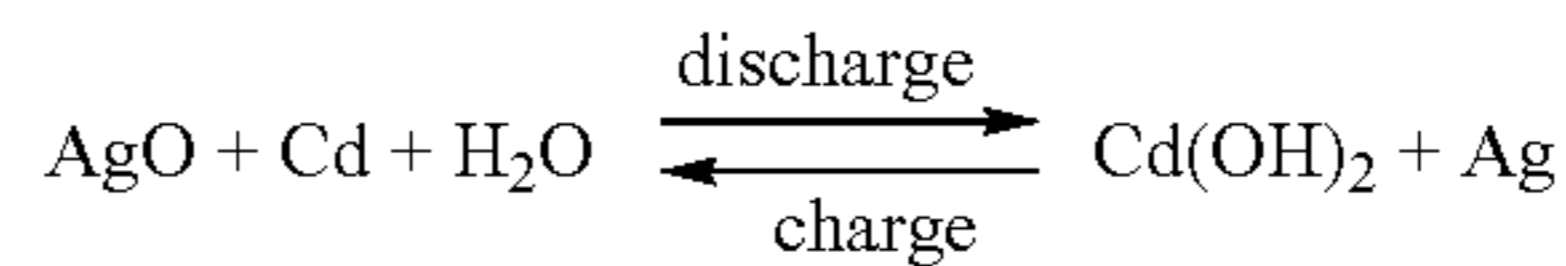 discharge
AgO + Cd + H₂O ⇌ Cd(OH)₂ + Ag
charge